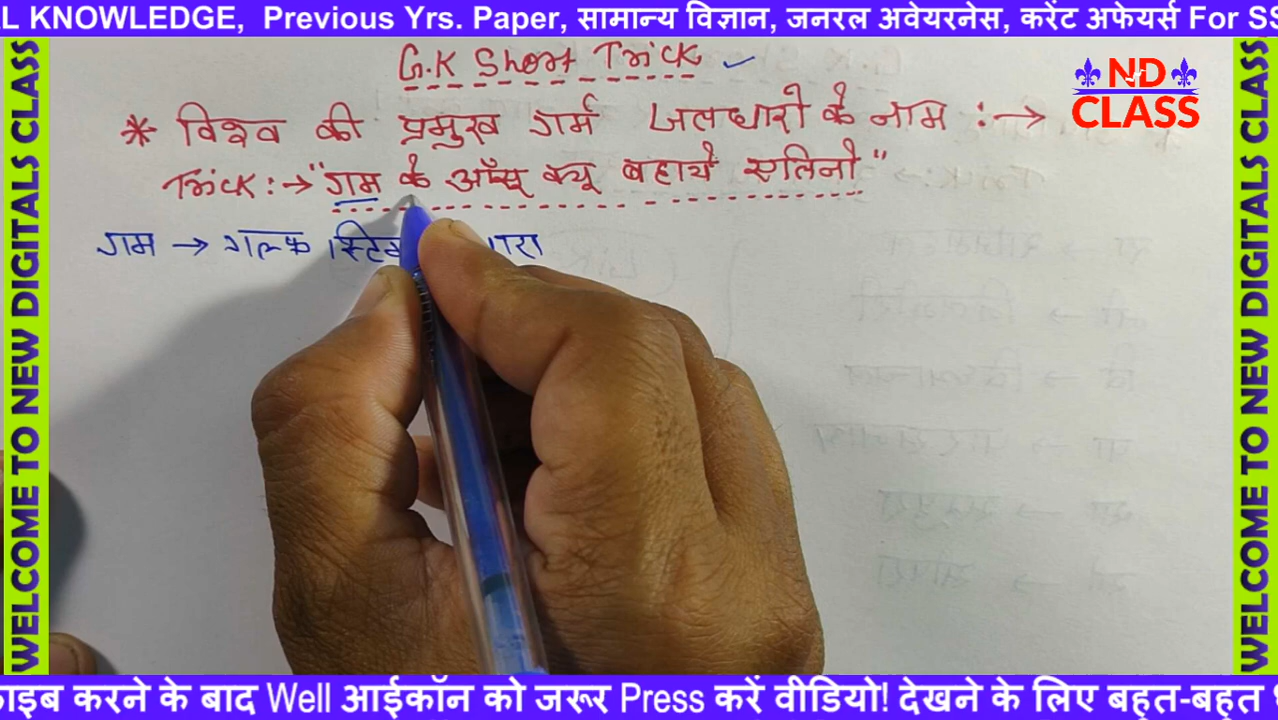 AL KNOWLEDGE, Previous Yrs. Paper, सामान्य विज्ञान, जनरल अवेयरनेस, करेंट अफेयर्स For SS
G.K Short Trick
ND
CLASS
* विश्व की प्रमुख गर्म जलधारो के नाम :→
Trick :→ "गम के आँसू क्यू बहाये एलिनो"
गम → गल्फ स्टि
WELCOME TO NEW DIGITALS CLASS
WELCOME TO NEW DIGITALS CLASS
करने के बाद Well आईकॉन को जरूर Press करें वीडियो! देखने के लिए बहुत-बहुत